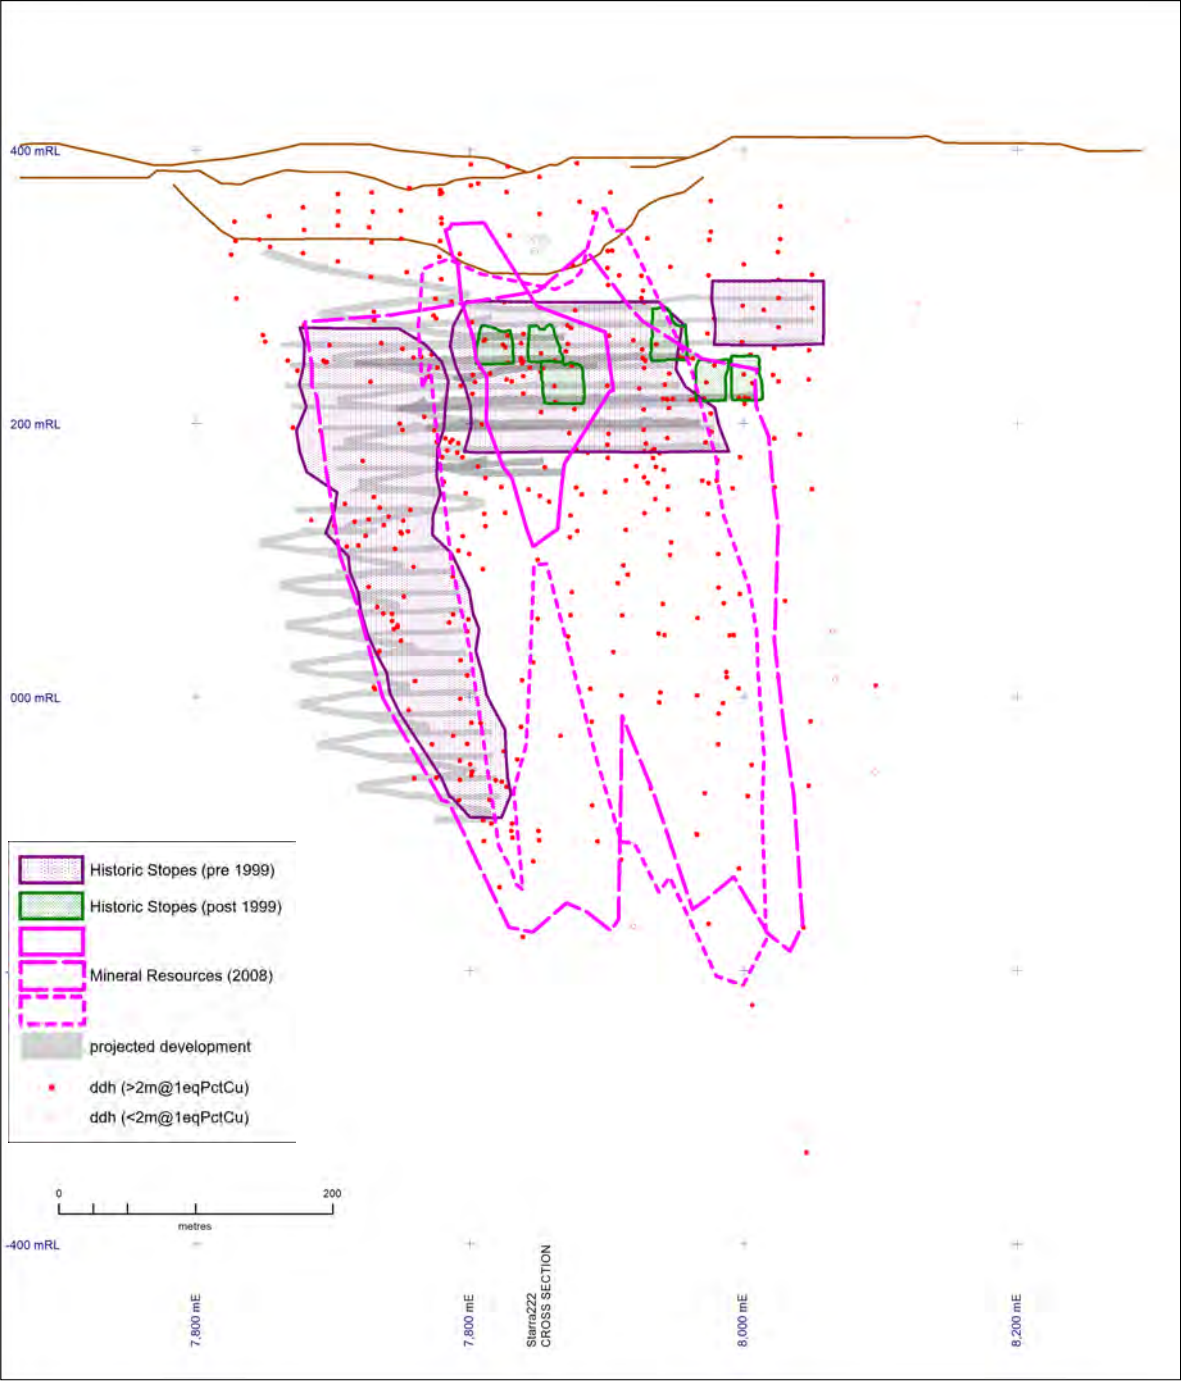 400 mRL
200 mRL
000 mRL
Historic Stopes (pre 1999)
Historic Stopes (post 1999)
Mineral Resources (2008)
projected development
ddh (>2m@1eqPctCu)
ddh (<2m@1eqPctCu)
0 200
metres
-400 mRL
7,800 mE
7,800 mE
Starra222
CROSS SECTION
8,000 mE
8,200 mE